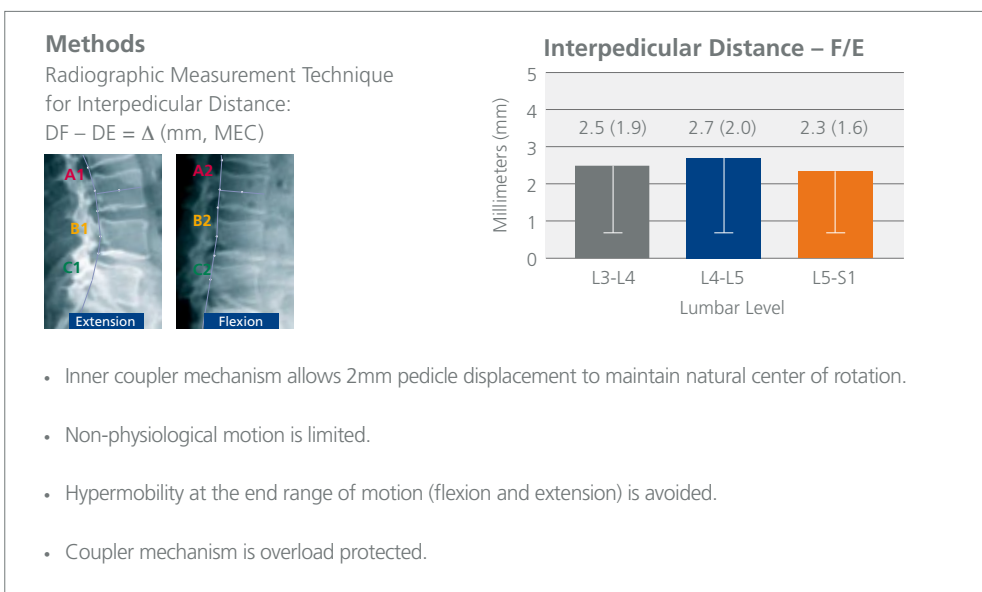 Methods
Radiographic Measurement Technique
for Interpedicular Distance:
DF – DE = Δ (mm, MEC)
A1
B1
C1
Extension
A2
B2
C2
Flexion
Interpedicular Distance – F/E
Millimeters (mm)
5
4
3
2
1
0
2.5 (1.9)
2.7 (2.0)
2.3 (1.6)
L3-L4
L4-L5
L5-S1
Lumbar Level
• Inner coupler mechanism allows 2mm pedicle displacement to maintain natural center of rotation.
• Non-physiological motion is limited.
• Hypermobility at the end range of motion (flexion and extension) is avoided.
• Coupler mechanism is overload protected.